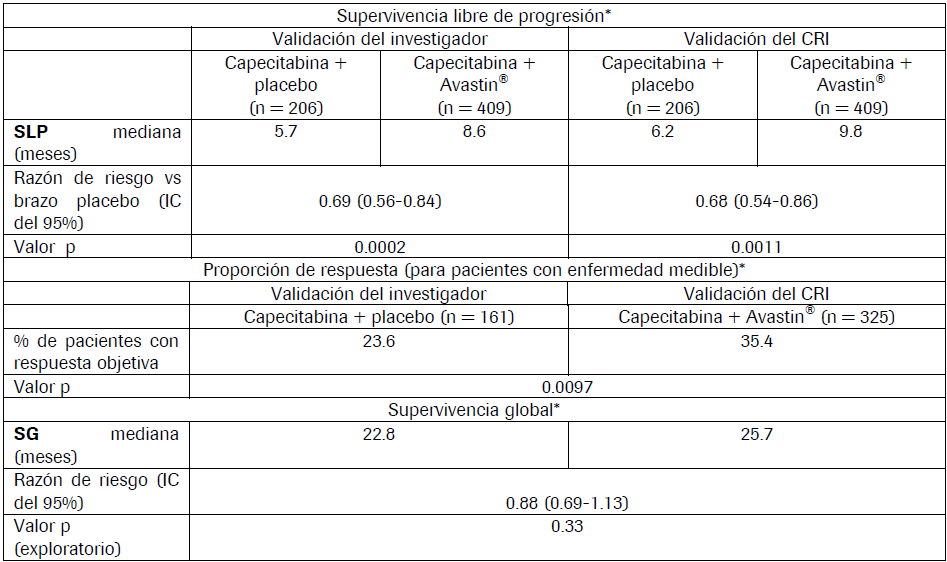 Supervivencia libre de progresión*
Validación del investigador Validación del CRI
Capecitabina + placebo (n = 206) Capecitabina + Avastin® (n = 409) Capecitabina + placebo (n = 206) Capecitabina + Avastin® (n = 409)
SLP mediana (meses) 5.7 8.6 6.2 9.8
Razón de riesgo vs brazo placebo (IC del 95%) 0.69 (0.56-0.84) 0.68 (0.54-0.86)
Valor p 0.0002 0.0011
Proporción de respuesta (para pacientes con enfermedad medible)*
Validación del investigador Validación del CRI
Capecitabina + placebo (n = 161) Capecitabina + Avastin® (n = 325)
% de pacientes con respuesta objetiva 23.6 35.4
Valor p 0.0097
Supervivencia global*
SG mediana (meses) 22.8 25.7
Razón de riesgo (IC del 95%) 0.88 (0.69-1.13)
Valor p (exploratorio) 0.33